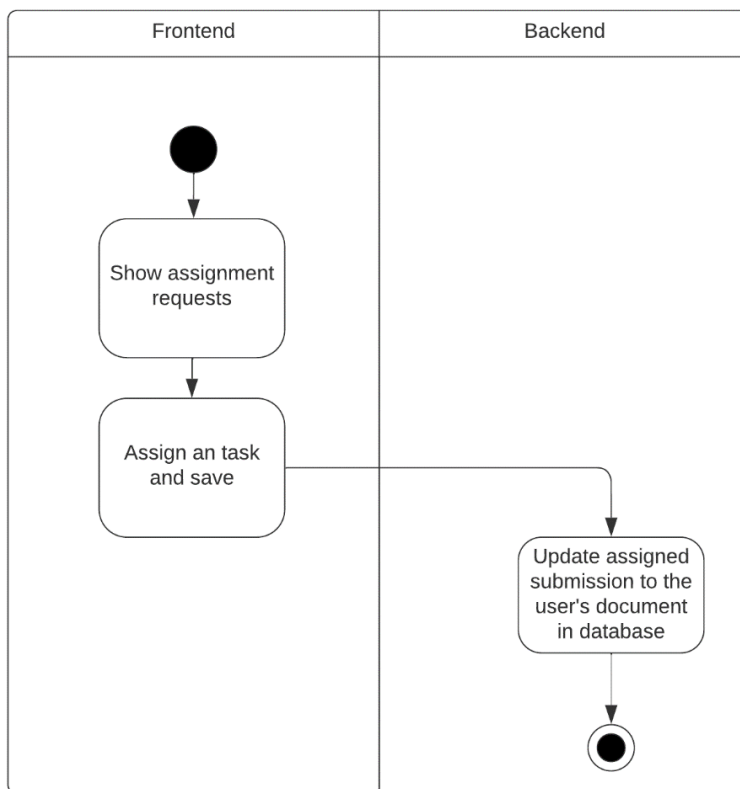 Frontend
Backend
Show assignment
requests
Assign an task
and save
Update assigned
submission to the
user's document
in database